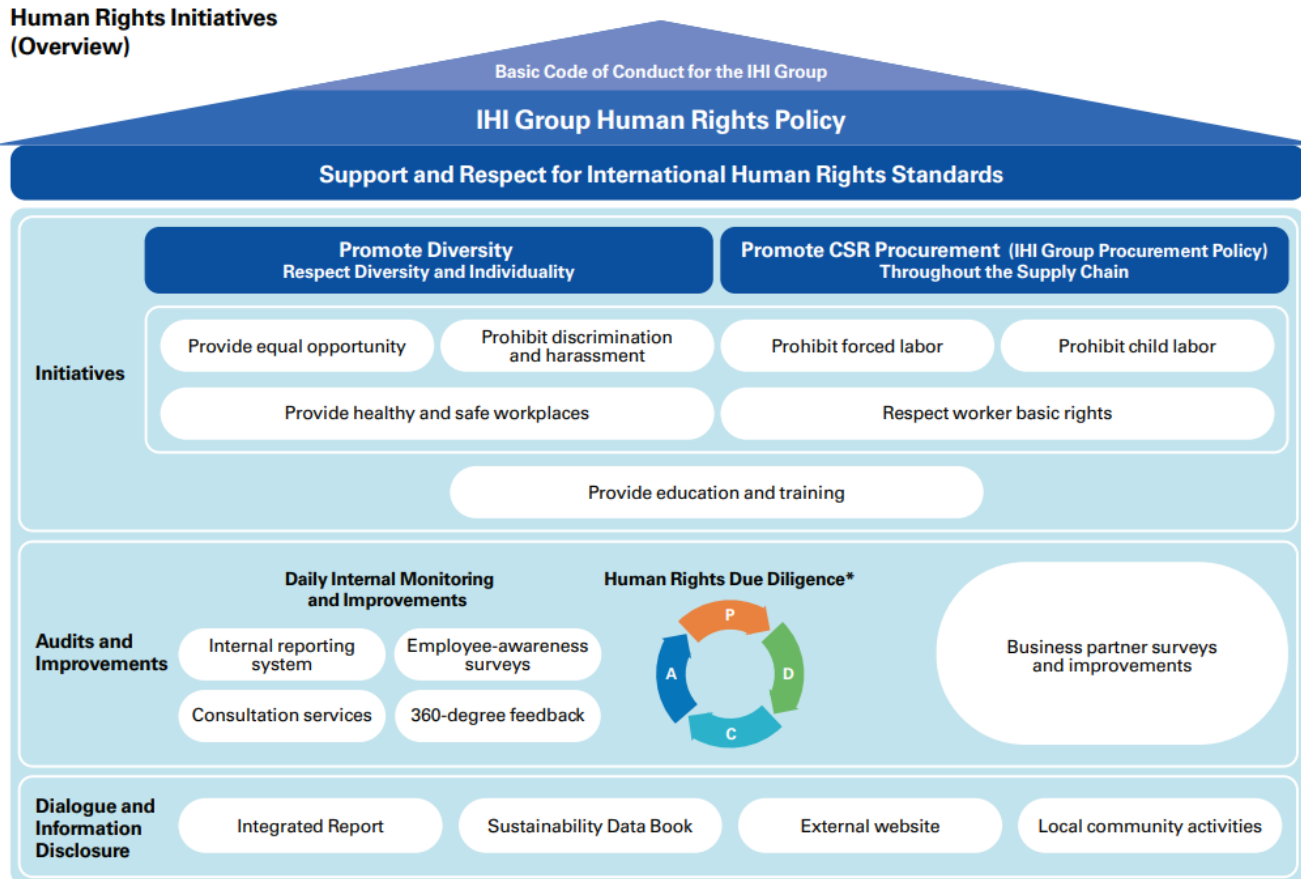 Human Rights Initiatives
(Overview)
Basic Code of Conduct for the IHI Group
IHI Group Human Rights Policy
Support and Respect for International Human Rights Standards
Initiatives
Promote Diversity
Respect Diversity and Individuality
Promote CSR Procurement (IHI Group Procurement Policy)
Throughout the Supply Chain
Provide equal opportunity
Prohibit discrimination
and harassment
Prohibit forced labor
Prohibit child labor
Provide healthy and safe workplaces
Respect worker basic rights
Provide education and training
Audits and
Improvements
Daily Internal Monitoring
and Improvements
Internal reporting
system
Employee-awareness
surveys
Consultation services
360-degree feedback
Human Rights Due Diligence*
P
D
C
A
Business partner surveys
and improvements
Dialogue and
Information
Disclosure
Integrated Report
Sustainability Data Book
External website
Local community activities